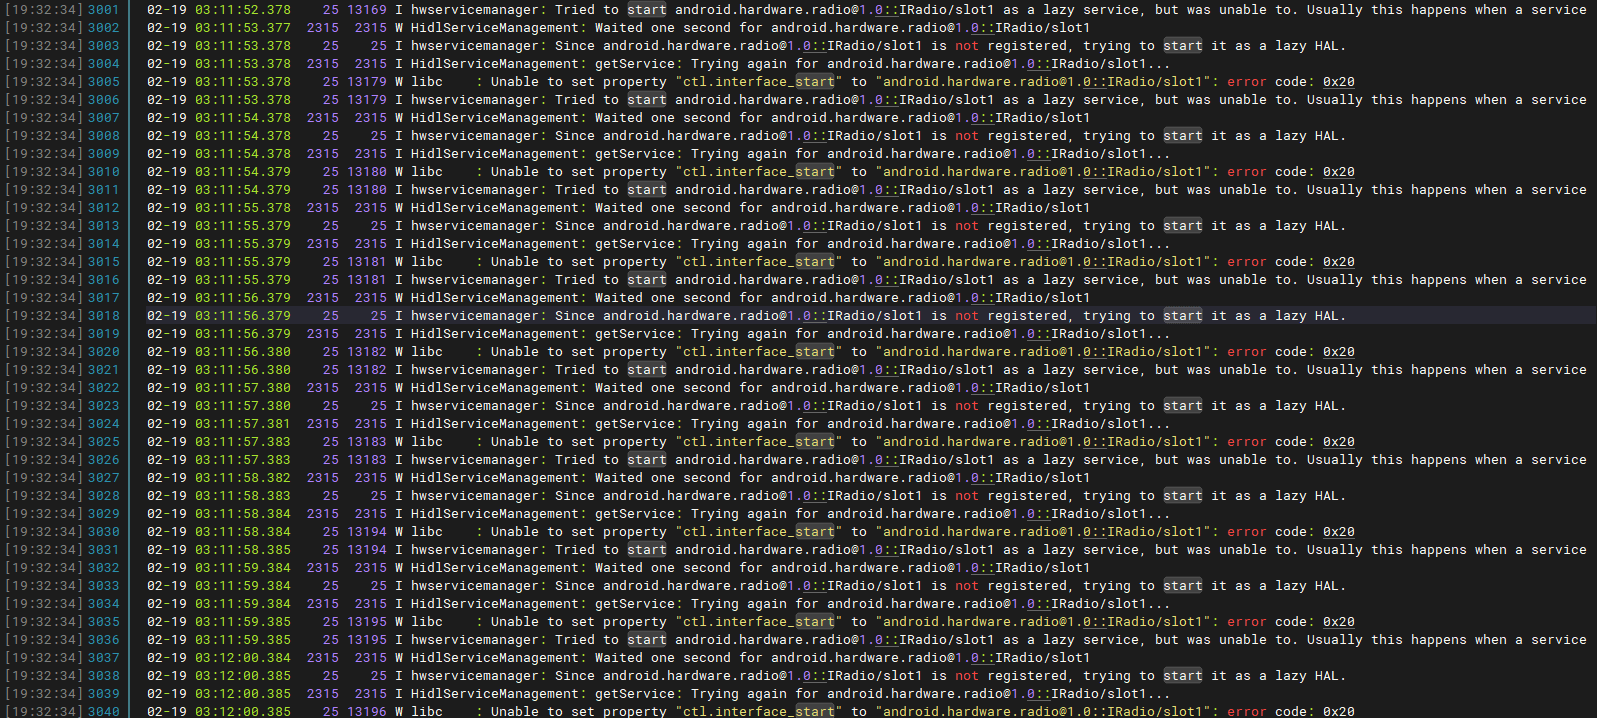 [19:32:34] 3001 02-19 03:11:52.378 25 13169 I hwservicemanager: Tried to start android.hardware.radio@1.0::IRadio/slot1 as a lazy service, but was unable to. Usually this happens when a service
[19:32:34] 3002 02-19 03:11:53.377 2315 2315 W HidlServiceManagement: Waited one second for android.hardware.radio@1.0::IRadio/slot1
[19:32:34] 3003 02-19 03:11:53.378 25 25 I hwservicemanager: Since android.hardware.radio@1.0::IRadio/slot1 is not registered, trying to start it as a lazy HAL.
[19:32:34] 3004 02-19 03:11:53.378 2315 2315 I HidlServiceManagement: getService: Trying again for android.hardware.radio@1.0::IRadio/slot1...
[19:32:34] 3005 02-19 03:11:53.378 25 13179 W libc : Unable to set property "ctl.interface_start" to "android.hardware.radio@1.0::IRadio/slot1": error code: 0x20
[19:32:34] 3006 02-19 03:11:53.378 25 13179 I hwservicemanager: Tried to start android.hardware.radio@1.0::IRadio/slot1 as a lazy service, but was unable to. Usually this happens when a service
[19:32:34] 3007 02-19 03:11:54.378 2315 2315 W HidlServiceManagement: Waited one second for android.hardware.radio@1.0::IRadio/slot1
[19:32:34] 3008 02-19 03:11:54.378 25 25 I hwservicemanager: Since android.hardware.radio@1.0::IRadio/slot1 is not registered, trying to start it as a lazy HAL.
[19:32:34] 3009 02-19 03:11:54.378 2315 2315 I HidlServiceManagement: getService: Trying again for android.hardware.radio@1.0::IRadio/slot1...
[19:32:34] 3010 02-19 03:11:54.379 25 13180 W libc : Unable to set property "ctl.interface_start" to "android.hardware.radio@1.0::IRadio/slot1": error code: 0x20
[19:32:34] 3011 02-19 03:11:54.379 25 13180 I hwservicemanager: Tried to start android.hardware.radio@1.0::IRadio/slot1 as a lazy service, but was unable to. Usually this happens when a service
[19:32:34] 3012 02-19 03:11:55.378 2315 2315 W HidlServiceManagement: Waited one second for android.hardware.radio@1.0::IRadio/slot1
[19:32:34] 3013 02-19 03:11:55.379 25 25 I hwservicemanager: Since android.hardware.radio@1.0::IRadio/slot1 is not registered, trying to start it as a lazy HAL.
[19:32:34] 3014 02-19 03:11:55.379 2315 2315 I HidlServiceManagement: getService: Trying again for android.hardware.radio@1.0::IRadio/slot1...
[19:32:34] 3015 02-19 03:11:55.379 25 13181 W libc : Unable to set property "ctl.interface_start" to "android.hardware.radio@1.0::IRadio/slot1": error code: 0x20
[19:32:34] 3016 02-19 03:11:55.379 25 13181 I hwservicemanager: Tried to start android.hardware.radio@1.0::IRadio/slot1 as a lazy service, but was unable to. Usually this happens when a service
[19:32:34] 3017 02-19 03:11:56.379 2315 2315 W HidlServiceManagement: Waited one second for android.hardware.radio@1.0::IRadio/slot1
[19:32:34] 3018 02-19 03:11:56.379 25 25 I hwservicemanager: Since android.hardware.radio@1.0::IRadio/slot1 is not registered, trying to start it as a lazy HAL.
[19:32:34] 3019 02-19 03:11:56.379 2315 2315 I HidlServiceManagement: getService: Trying again for android.hardware.radio@1.0::IRadio/slot1...
[19:32:34] 3020 02-19 03:11:56.380 25 13182 W libc : Unable to set property "ctl.interface_start" to "android.hardware.radio@1.0::IRadio/slot1": error code: 0x20
[19:32:34] 3021 02-19 03:11:56.380 25 13182 I hwservicemanager: Tried to start android.hardware.radio@1.0::IRadio/slot1 as a lazy service, but was unable to. Usually this happens when a service
[19:32:34] 3022 02-19 03:11:57.380 2315 2315 W HidlServiceManagement: Waited one second for android.hardware.radio@1.0::IRadio/slot1
[19:32:34] 3023 02-19 03:11:57.380 25 25 I hwservicemanager: Since android.hardware.radio@1.0::IRadio/slot1 is not registered, trying to start it as a lazy HAL.
[19:32:34] 3024 02-19 03:11:57.381 2315 2315 I HidlServiceManagement: getService: Trying again for android.hardware.radio@1.0::IRadio/slot1...
[19:32:34] 3025 02-19 03:11:57.383 25 13183 W libc : Unable to set property "ctl.interface_start" to "android.hardware.radio@1.0::IRadio/slot1": error code: 0x20
[19:32:34] 3026 02-19 03:11:57.383 25 13183 I hwservicemanager: Tried to start android.hardware.radio@1.0::IRadio/slot1 as a lazy service, but was unable to. Usually this happens when a service
[19:32:34] 3027 02-19 03:11:58.382 2315 2315 W HidlServiceManagement: Waited one second for android.hardware.radio@1.0::IRadio/slot1
[19:32:34] 3028 02-19 03:11:58.383 25 25 I hwservicemanager: Since android.hardware.radio@1.0::IRadio/slot1 is not registered, trying to start it as a lazy HAL.
[19:32:34] 3029 02-19 03:11:58.384 2315 2315 I HidlServiceManagement: getService: Trying again for android.hardware.radio@1.0::IRadio/slot1...
[19:32:34] 3030 02-19 03:11:58.384 25 13194 W libc : Unable to set property "ctl.interface_start" to "android.hardware.radio@1.0::IRadio/slot1": error code: 0x20
[19:32:34] 3031 02-19 03:11:58.385 25 13194 I hwservicemanager: Tried to start android.hardware.radio@1.0::IRadio/slot1 as a lazy service, but was unable to. Usually this happens when a service
[19:32:34] 3032 02-19 03:11:59.384 2315 2315 W HidlServiceManagement: Waited one second for android.hardware.radio@1.0::IRadio/slot1
[19:32:34] 3033 02-19 03:11:59.384 25 25 I hwservicemanager: Since android.hardware.radio@1.0::IRadio/slot1 is not registered, trying to start it as a lazy HAL.
[19:32:34] 3034 02-19 03:11:59.384 2315 2315 I HidlServiceManagement: getService: Trying again for android.hardware.radio@1.0::IRadio/slot1...
[19:32:34] 3035 02-19 03:11:59.385 25 13195 W libc : Unable to set property "ctl.interface_start" to "android.hardware.radio@1.0::IRadio/slot1": error code: 0x20
[19:32:34] 3036 02-19 03:11:59.385 25 13195 I hwservicemanager: Tried to start android.hardware.radio@1.0::IRadio/slot1 as a lazy service, but was unable to. Usually this happens when a service
[19:32:34] 3037 02-19 03:12:00.384 2315 2315 W HidlServiceManagement: Waited one second for android.hardware.radio@1.0::IRadio/slot1
[19:32:34] 3038 02-19 03:12:00.385 25 25 I hwservicemanager: Since android.hardware.radio@1.0::IRadio/slot1 is not registered, trying to start it as a lazy HAL.
[19:32:34] 3039 02-19 03:12:00.385 2315 2315 I HidlServiceManagement: getService: Trying again for android.hardware.radio@1.0::IRadio/slot1...
[19:32:34] 3040 02-19 03:12:00.385 25 13196 W libc : Unable to set property "ctl.interface_start" to "android.hardware.radio@1.0::IRadio/slot1": error code: 0x20